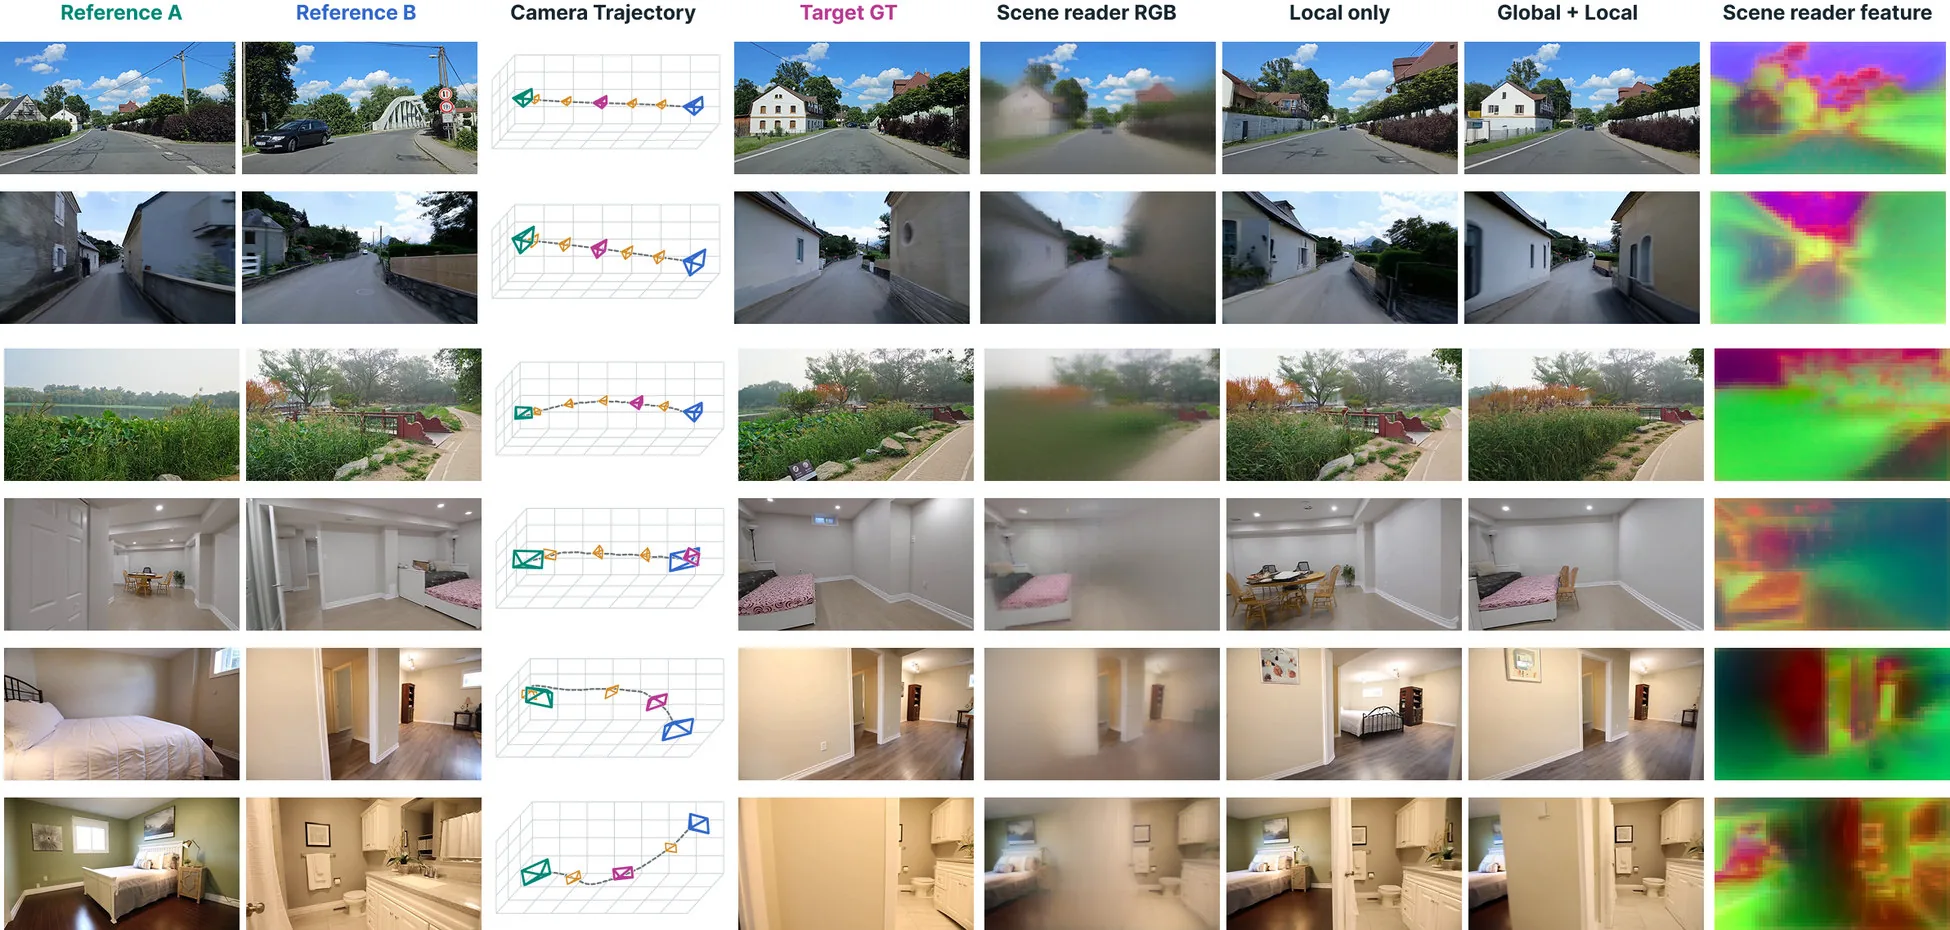 Reference A
Reference B
Camera Trajectory
Target GT
Scene reader RGB
Local only
Global + Local
Scene reader feature